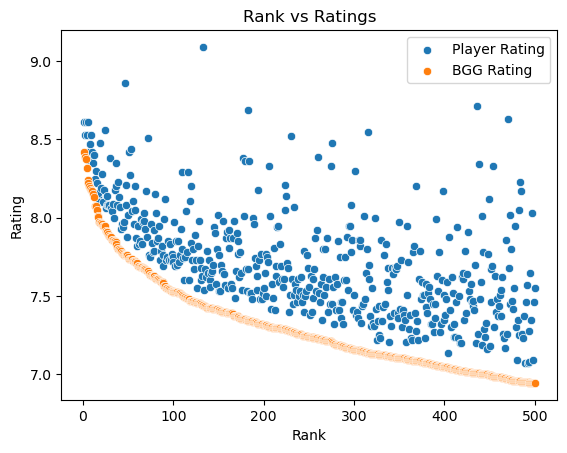 Rank vs Ratings
Player Rating
BGG Rating
9.0
8.5
8.0
7.5
7.0
Rating
0 100 200 300 400 500
Rank